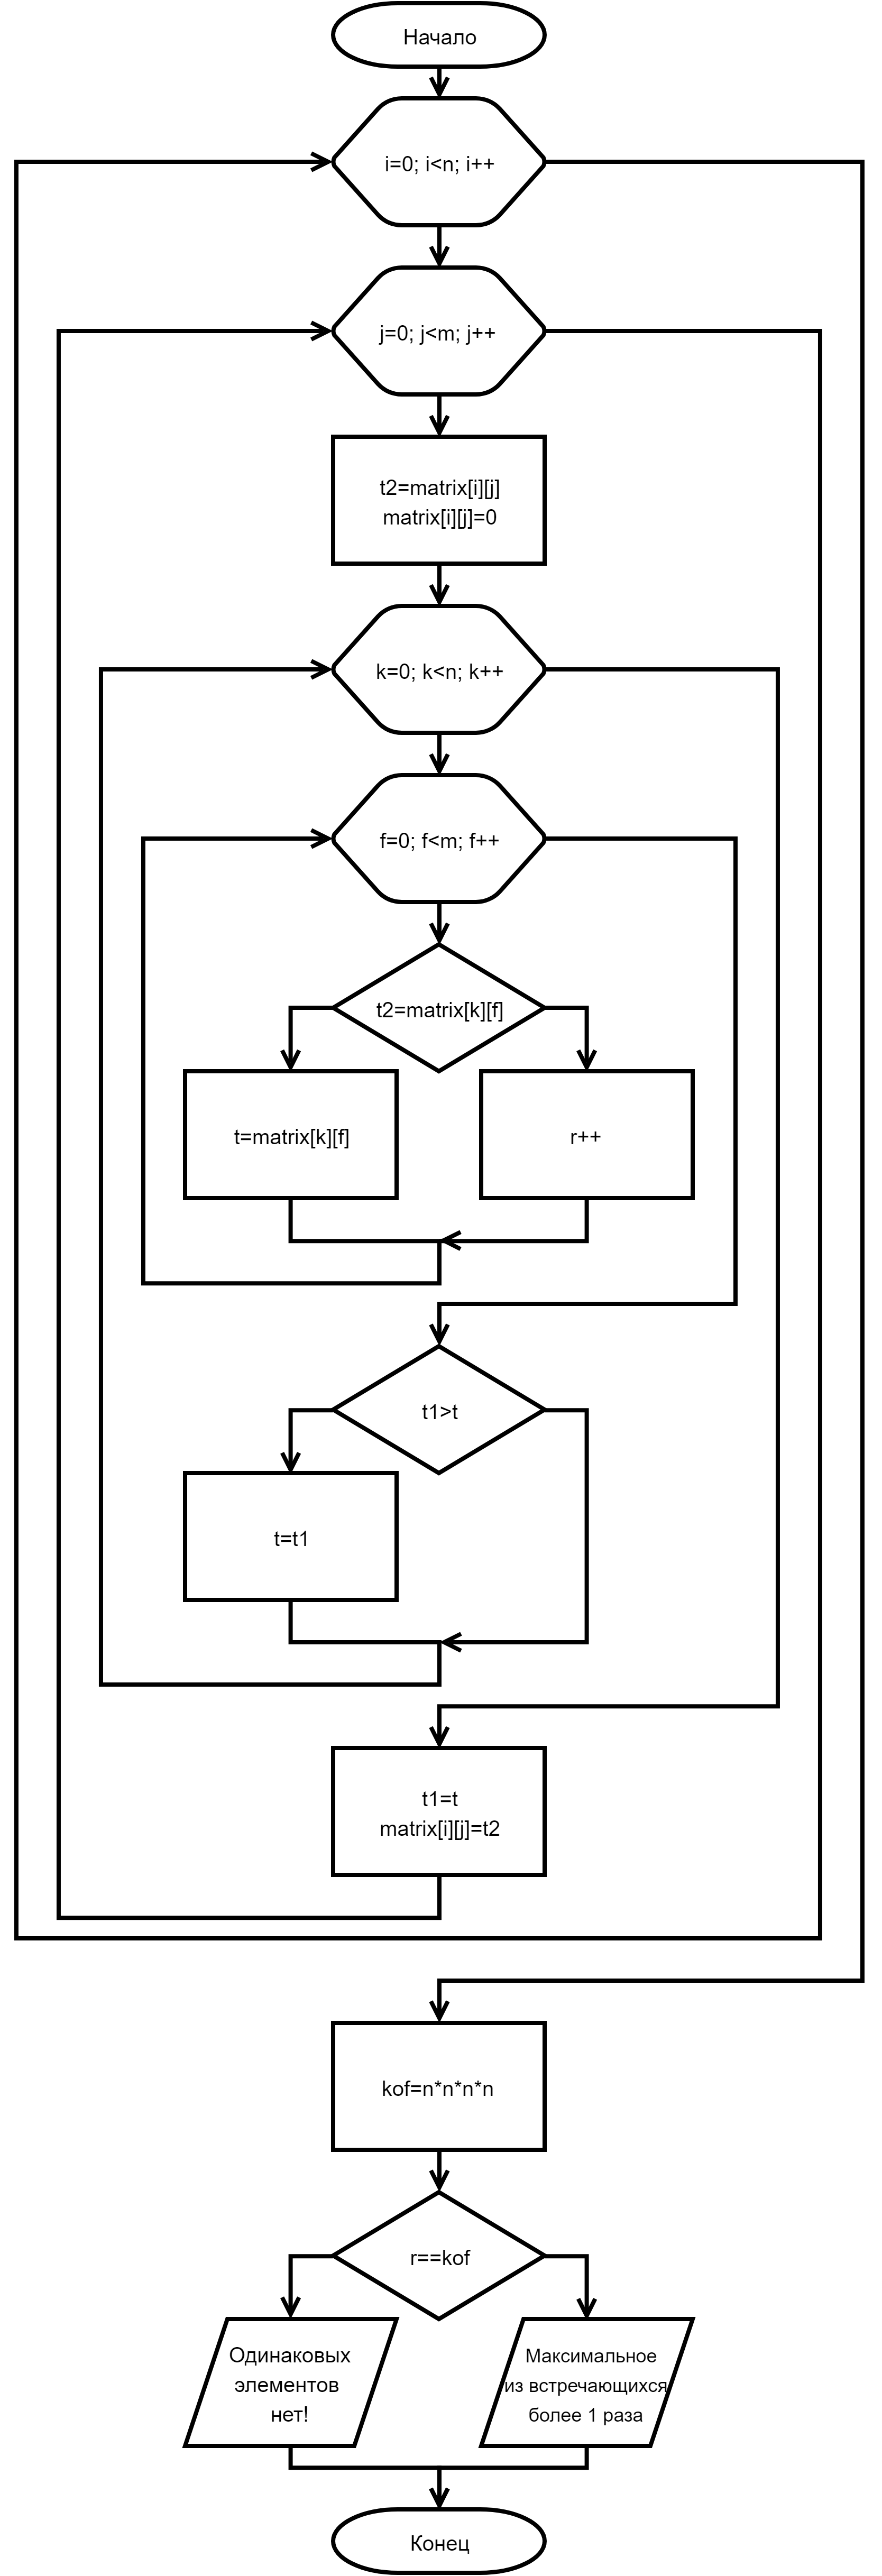 Начало
i=0; i<n; i++
j=0; j<m; j++
t2=matrix[i][j]
matrix[i][j]=0
k=0; k<n; k++
f=0; f<m; f++
t2=matrix[k][f]
t=matrix[k][f]
r++
t1>t
t=t1
t1=t
matrix[i][j]=t2
kof=n*n*n*n
r==kof
Одинаковых
элементов
нет!
Максимальное
из встречающихся
более 1 раза
Конец